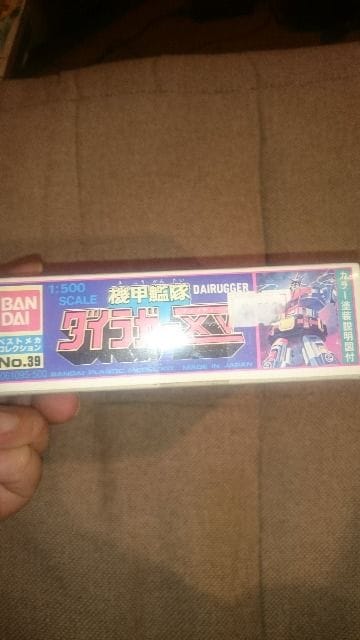 BAN
DAI
ベストメカ
コレクション
No.39
1:500
SCALE
機甲艦隊
DAIRUGGER
ダイラガーXV
BANDAI PLASTIC MODEL KIT MADE IN JAPAN
カラー塗装説明図付